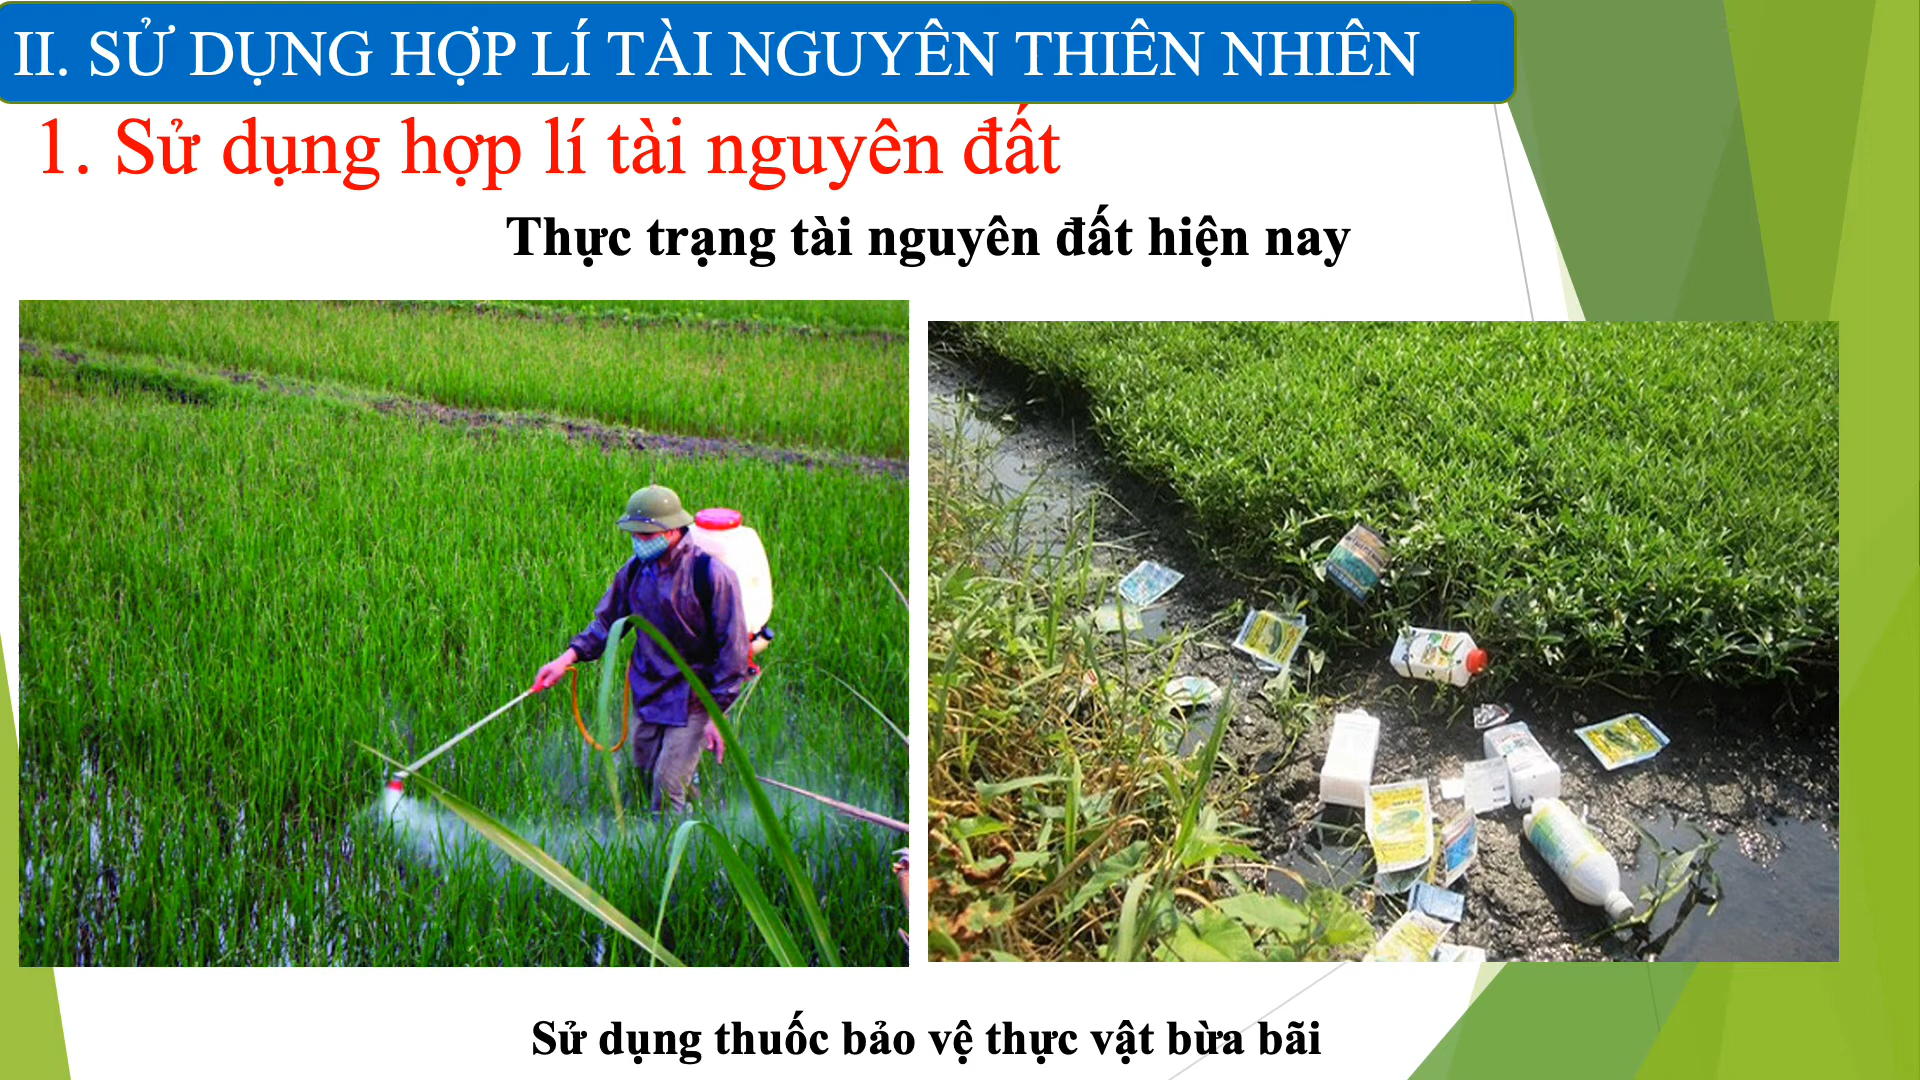 II. SỬ DỤNG HỢP LÍ TÀI NGUYÊN THIÊN NHIÊN
1. Sử dụng hợp lí tài nguyên đất
Thực trạng tài nguyên đất hiện nay
Sử dụng thuốc bảo vệ thực vật bừa bãi